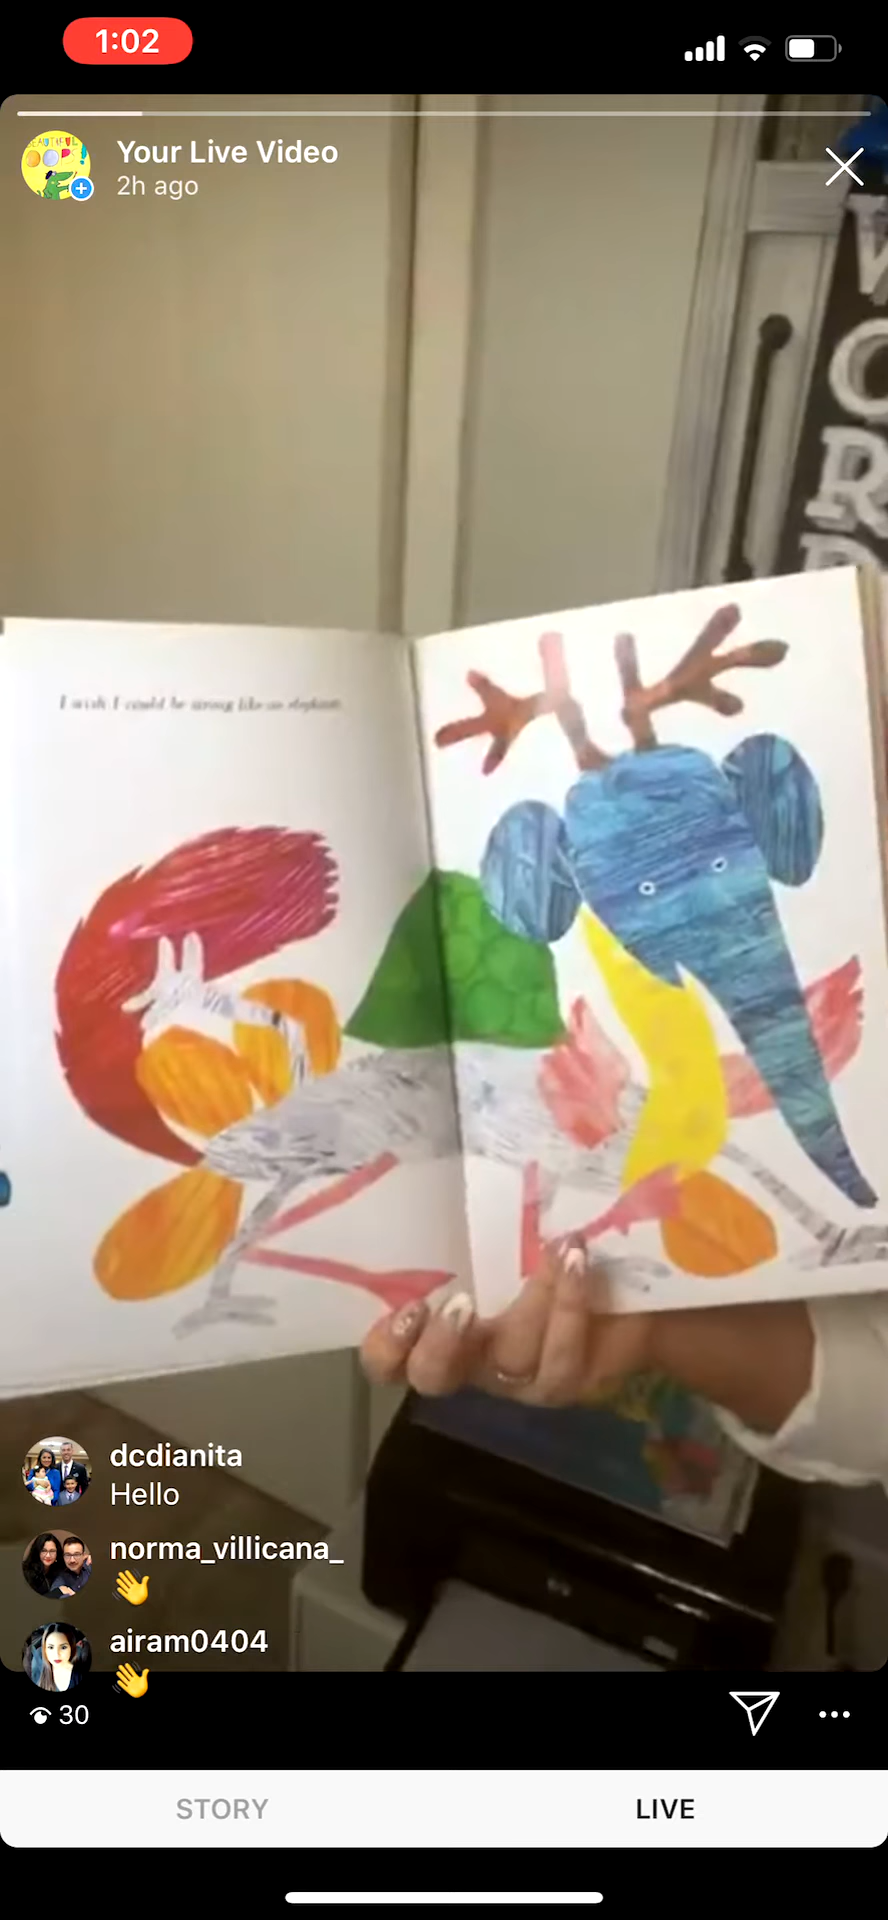 1:02
Your Live Video
2h ago
W
O
R
I wish I could be strong like an elephant.
dcdianita
Hello
norma_villicana_
👋
airam0404
👋
30
STORY
LIVE